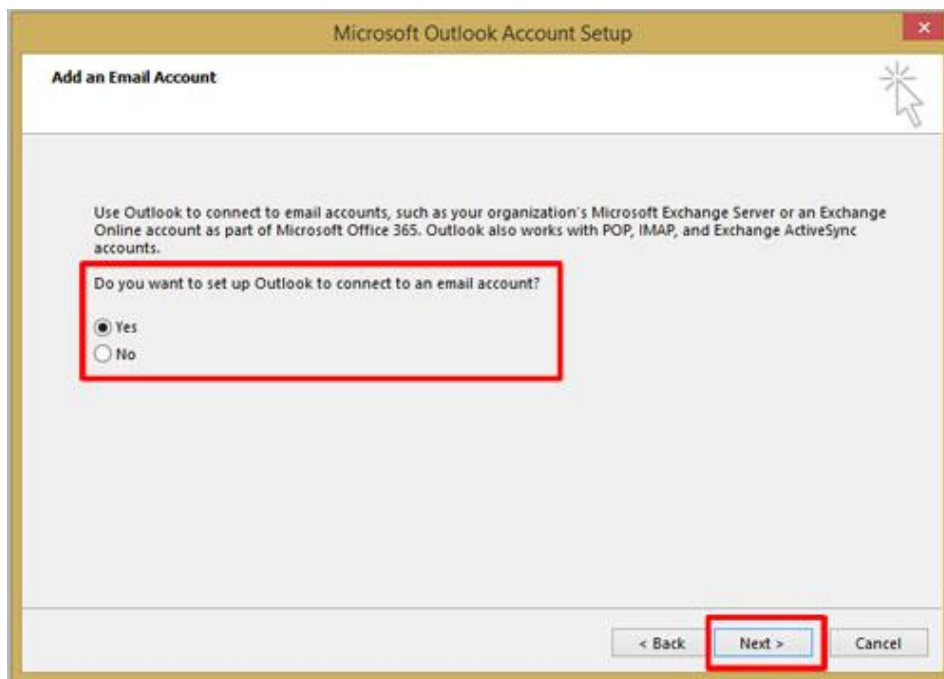 Microsoft Outlook Account Setup
Add an Email Account
Use Outlook to connect to email accounts, such as your organization's Microsoft Exchange Server or an Exchange
Online account as part of Microsoft Office 365. Outlook also works with POP, IMAP, and Exchange ActiveSync
accounts.
Do you want to set up Outlook to connect to an email account?
Yes
No
< Back Next > Cancel